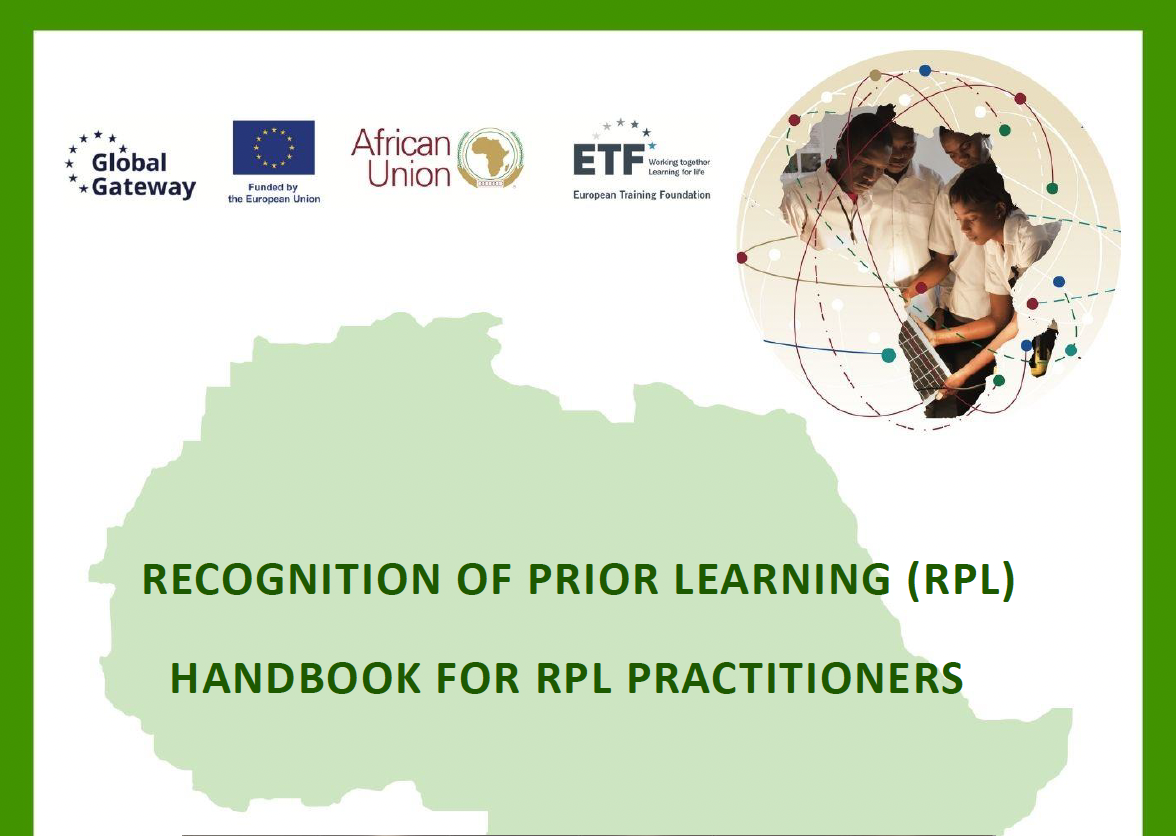 Global
Gateway
Funded by
the European Union
African
Union
ETF
Working together
Learning for life
European Training Foundation
RECOGNITION OF PRIOR LEARNING (RPL)
HANDBOOK FOR RPL PRACTITIONERS